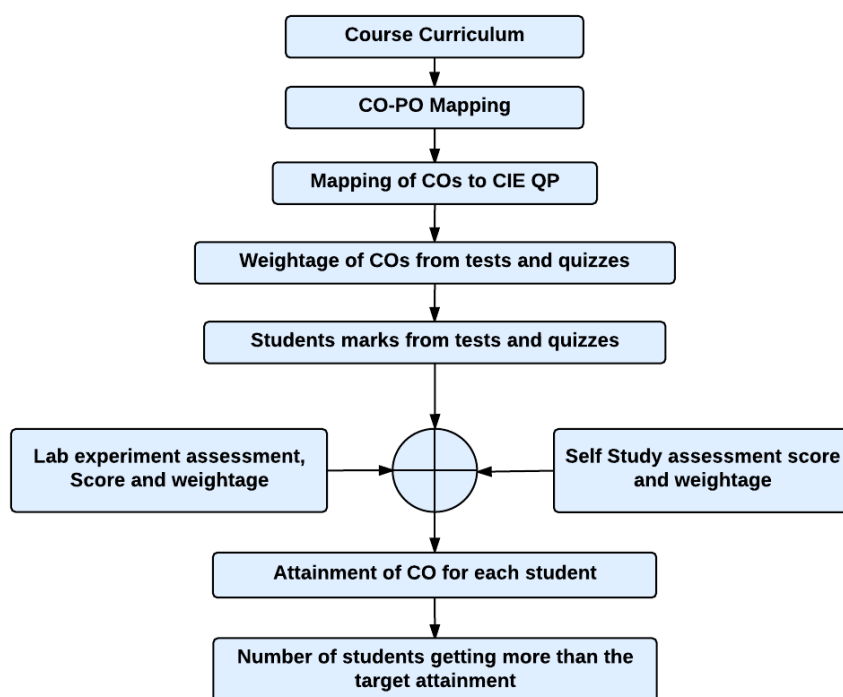 Course Curriculum
CO-PO Mapping
Mapping of COs to CIE QP
Weightage of COs from tests and quizzes
Students marks from tests and quizzes
Lab experiment assessment,
Score and weightage
Self Study assessment score
and weightage
Attainment of CO for each student
Number of students getting more than the
target attainment